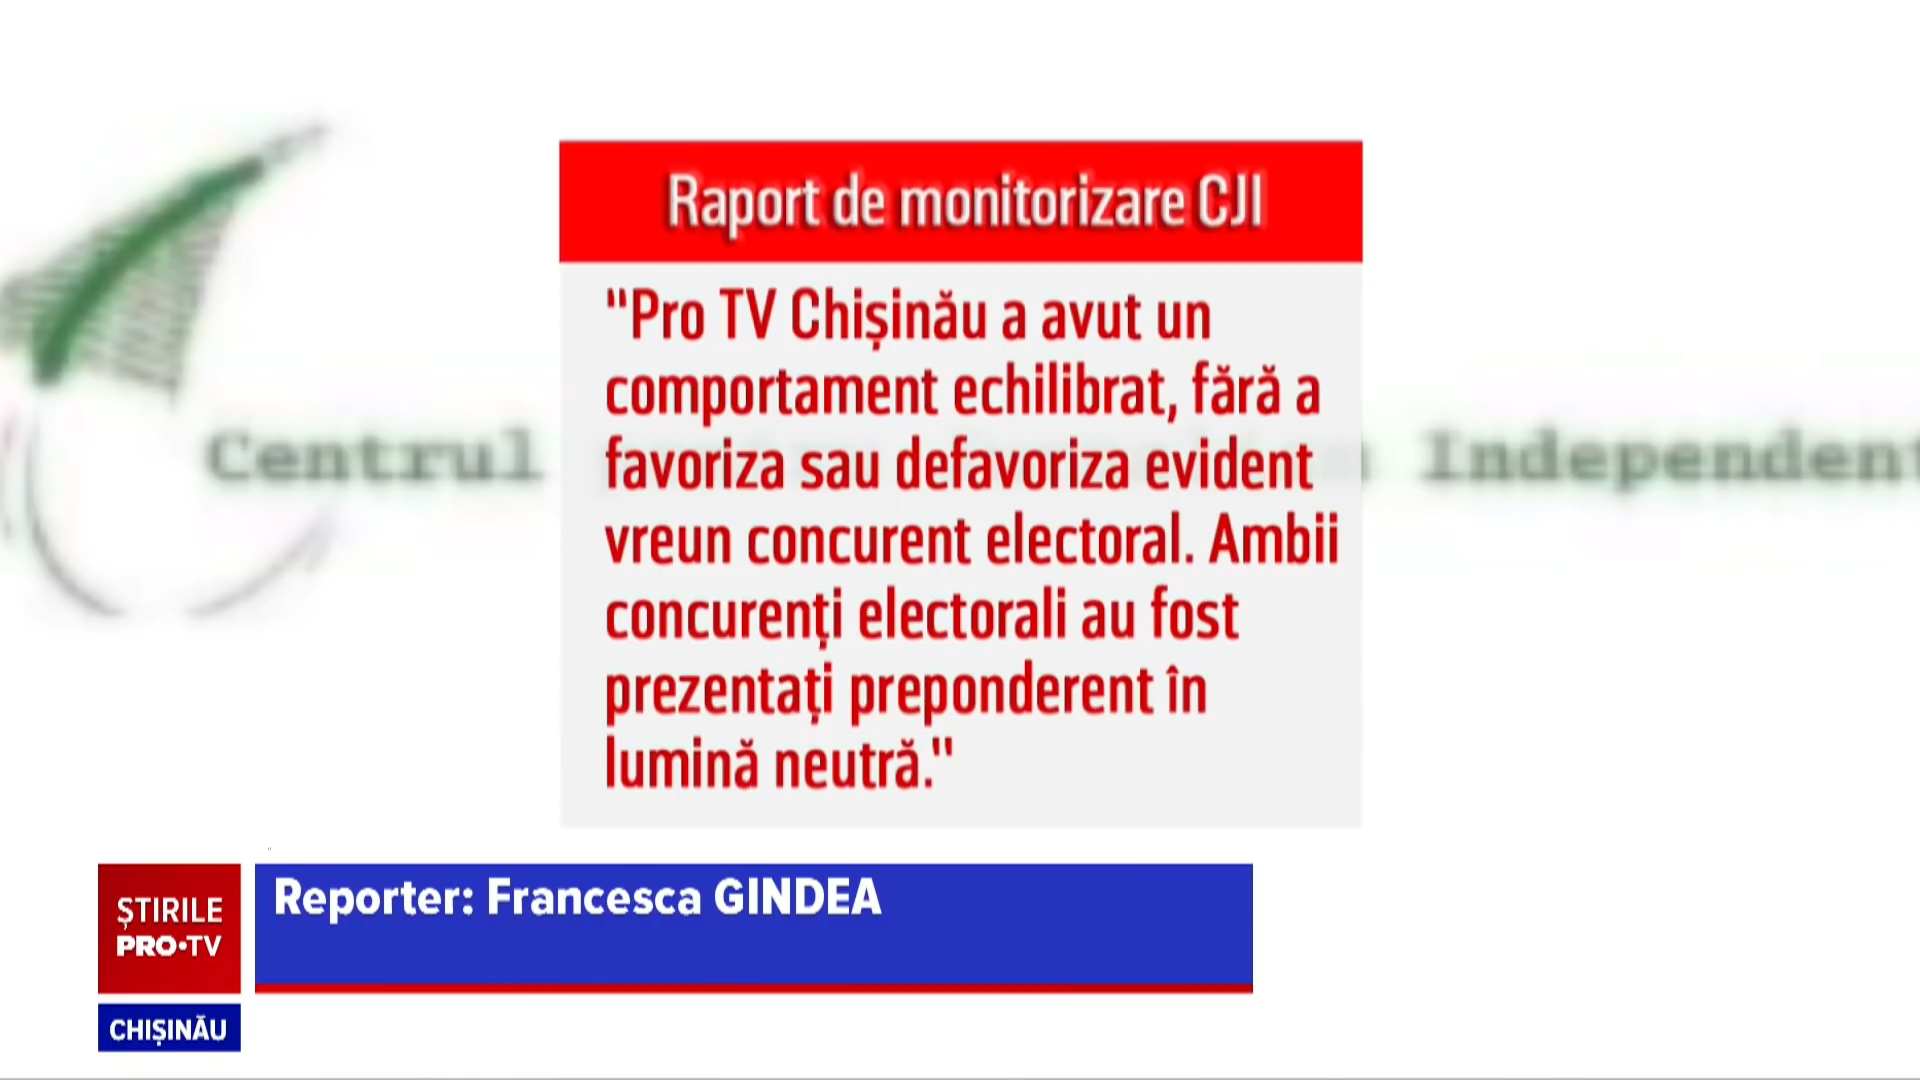 Raport de monitorizare CJI
"Pro TV Chișinău a avut un
comportament echilibrat, fără a
favoriza sau defavoriza evident
vreun concurent electoral. Ambii
concurenți electorali au fost
prezentați preponderent în
lumină neutră."
Centrul
Independent
Reporter: Francesca GINDEA
ȘTIRILE
PRO•TV
CHIȘINĂU